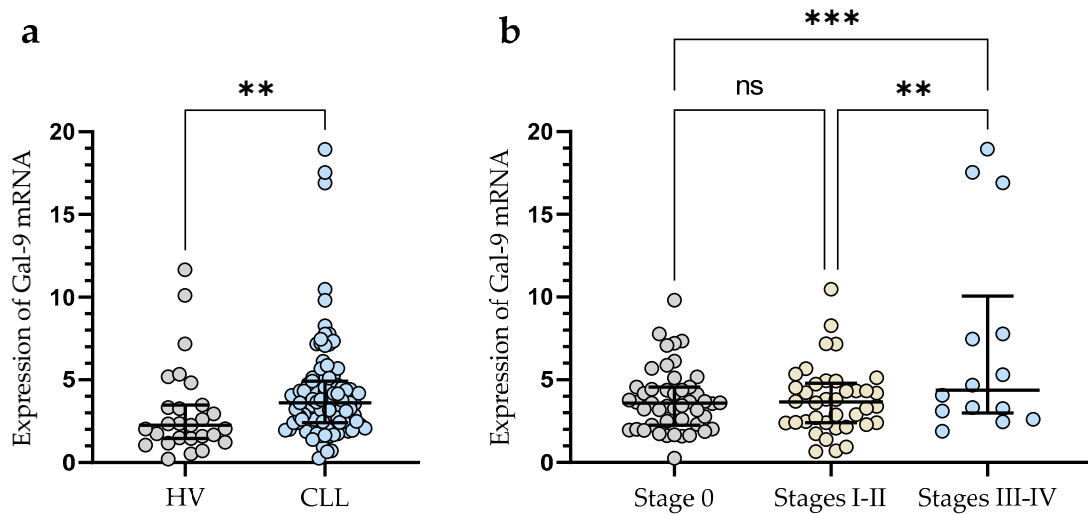 a
**
Expression of Gal-9 mRNA
20
15
10
5
0
HV
CLL
b
***
ns
**
Expression of Gal-9 mRNA
20
15
10
5
0
Stage 0
Stages I-II
Stages III-IV